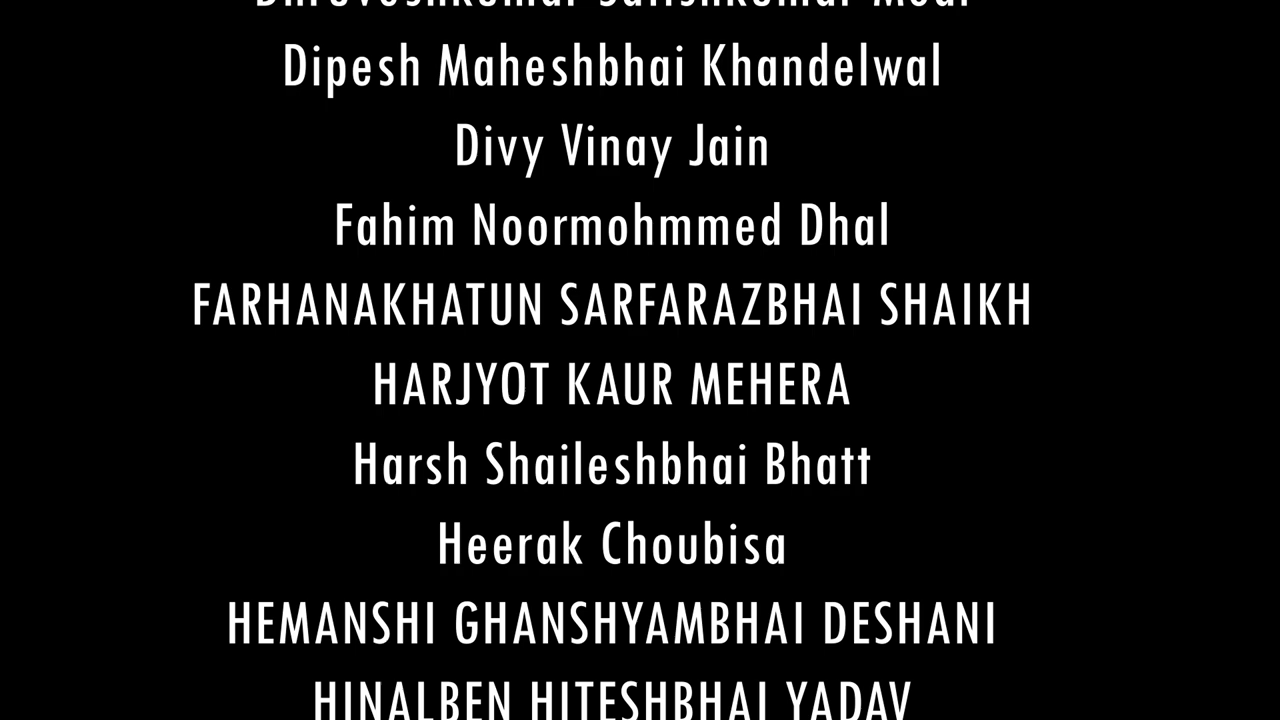 Dipesh Maheshbhai Khandelwal
Divy Vinay Jain
Fahim Noormohmmed Dhal
FARHANAKHATUN SARFARAZBHAI SHAIKH
HARJYOT KAUR MEHERA
Harsh Shaileshbhai Bhatt
Heerak Choubisa
HEMANSHI GHANSHYAMBHAI DESHANI
HINALBEN HITESHBHAI YADAV